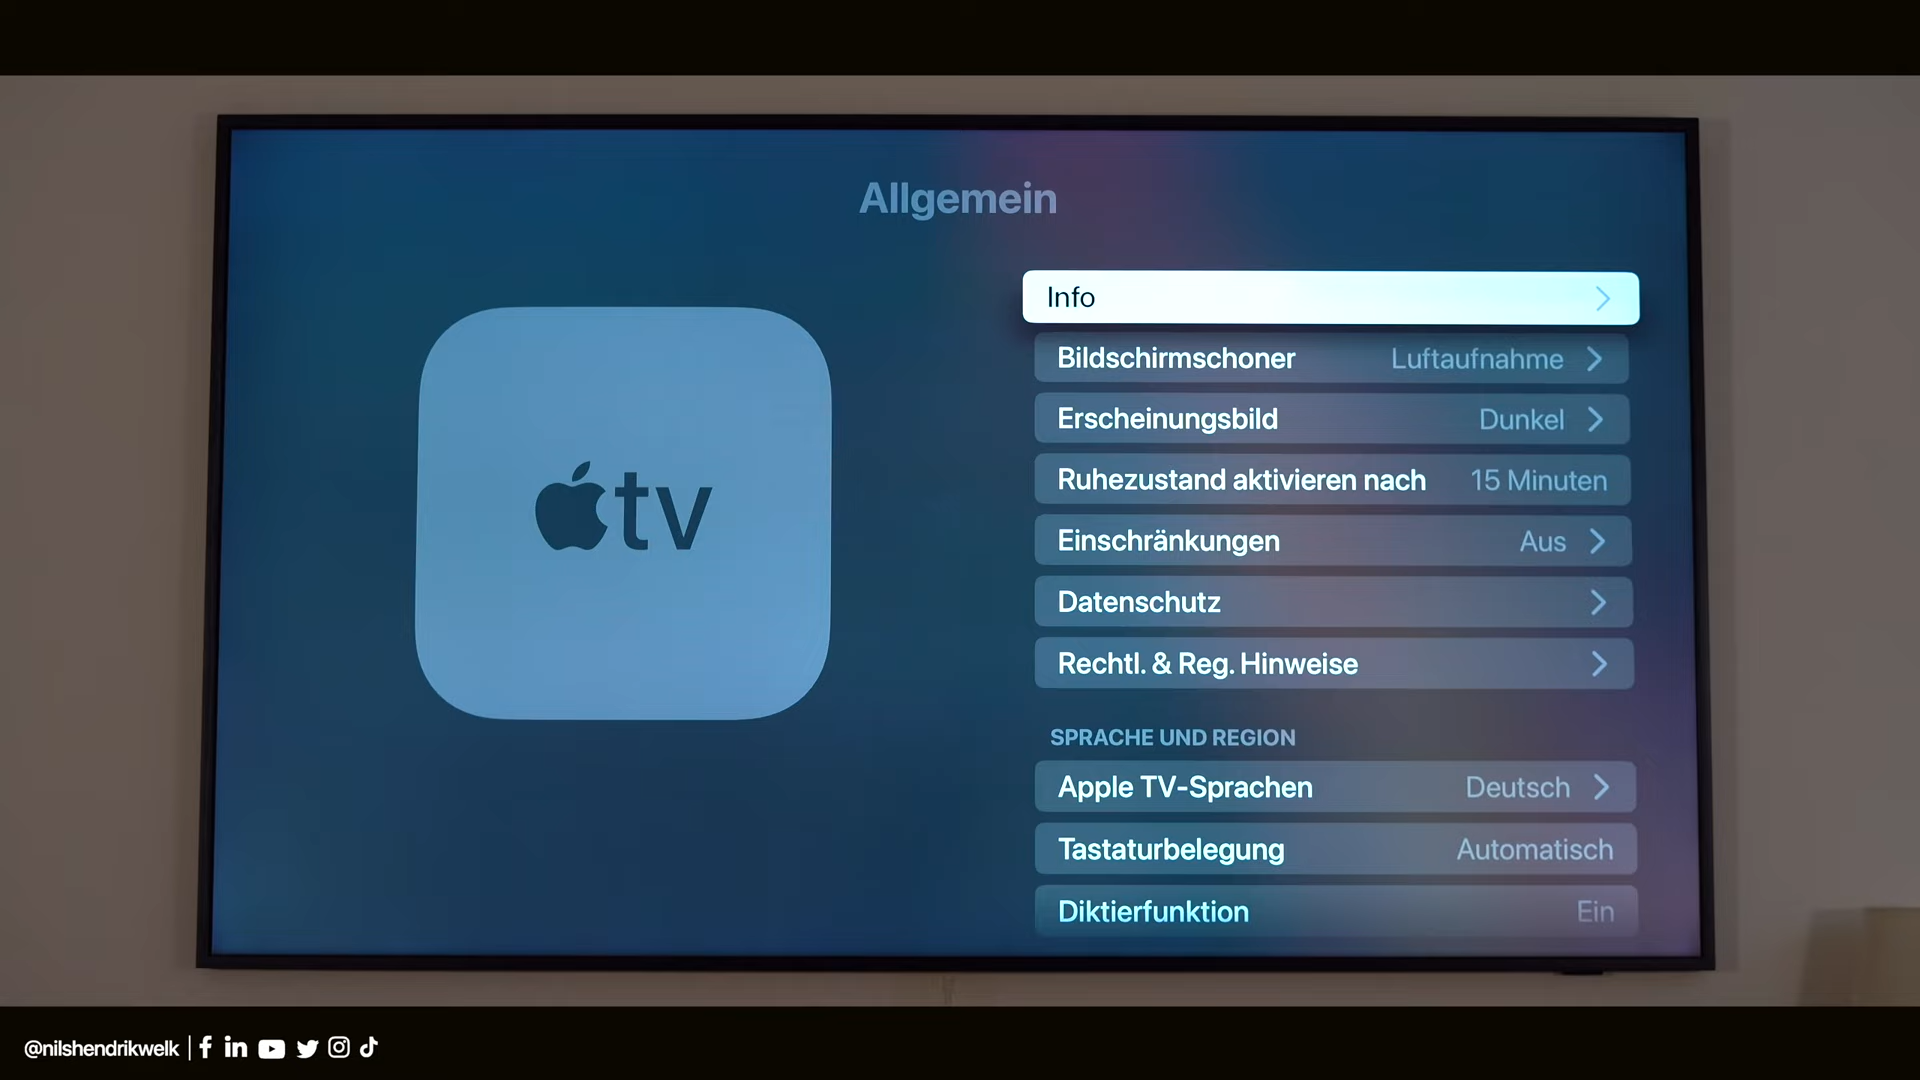 Allgemein
tv
Info
Bildschirmschoner Luftaufnahme
Erscheinungsbild Dunkel
Ruhezustand aktivieren nach 15 Minuten
Einschränkungen Aus
Datenschutz
Rechtl. & Reg. Hinweise
SPRACHE UND REGION
Apple TV-Sprachen Deutsch
Tastaturbelegung Automatisch
Diktierfunktion Ein
@nilshendrikwelk